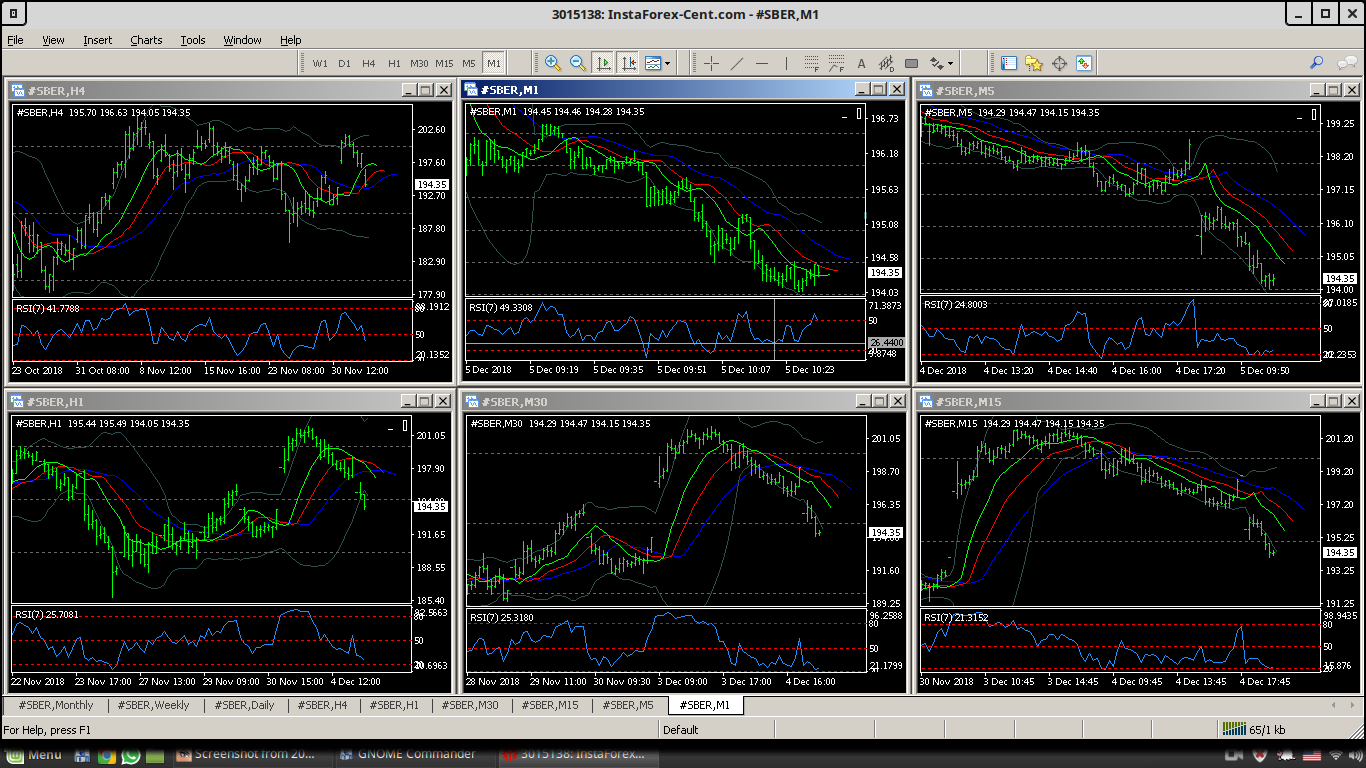 3015138: InstaForex-Cent.com - #SBER,M1
File View Insert Charts Tools Window Help
W1 D1 H4 H1 M30 M15 M5 M1
#SBER,H4
#SBER,H4 195.70 196.63 194.05 194.35
202.60
197.60
194.35
192.70
187.80
182.90
177.90
RSI(7) 41.7788
50
23 Oct 2018 31 Oct 08:00 8 Nov 12:00 15 Nov 16:00 23 Nov 08:00 30 Nov 12:00
#SBER,M1
#SBER,M1 194.45 194.46 194.28 194.35
196.73
196.18
195.63
195.08
194.58
194.35
194.03
RSI(7) 49.3308
71.3873
50
26.4400
5 Dec 2018 5 Dec 09:19 5 Dec 09:35 5 Dec 09:51 5 Dec 10:07 5 Dec 10:23
#SBER,M5
#SBER,M5 194.29 194.47 194.15 194.35
199.25
198.20
197.15
196.10
195.05
194.35
194.00
RSI(7) 24.8003
50
4 Dec 2018 4 Dec 13:20 4 Dec 14:40 4 Dec 16:00 4 Dec 17:20 5 Dec 09:50
#SBER,H1
#SBER,H1 195.44 195.49 194.05 194.35
201.05
197.90
194.35
191.65
188.55
185.40
RSI(7) 25.7081
50
22 Nov 2018 23 Nov 17:00 27 Nov 13:00 29 Nov 09:00 30 Nov 15:00 4 Dec 12:00
#SBER,M30
#SBER,M30 194.29 194.47 194.15 194.35
201.05
198.70
196.35
194.35
191.60
189.25
RSI(7) 25.3180
96.2588
80
50
28 Nov 2018 29 Nov 11:00 30 Nov 09:30 3 Dec 09:00 3 Dec 17:00 4 Dec 16:00
#SBER,M15
#SBER,M15 194.29 194.47 194.15 194.35
201.20
199.20
197.25
195.25
194.35
193.25
191.25
RSI(7) 21.3152
93.9435
80
50
30 Nov 2018 3 Dec 10:45 3 Dec 14:45 4 Dec 09:45 4 Dec 13:45 4 Dec 17:45
#SBER,Monthly #SBER,Weekly #SBER,Daily #SBER,H4 #SBER,H1 #SBER,M30 #SBER,M15 #SBER,M5 #SBER,M1
For Help, press F1 Default 65/1 kb
Menu Screenshot from 20... GNOME Commander 3015138: InstaForex...